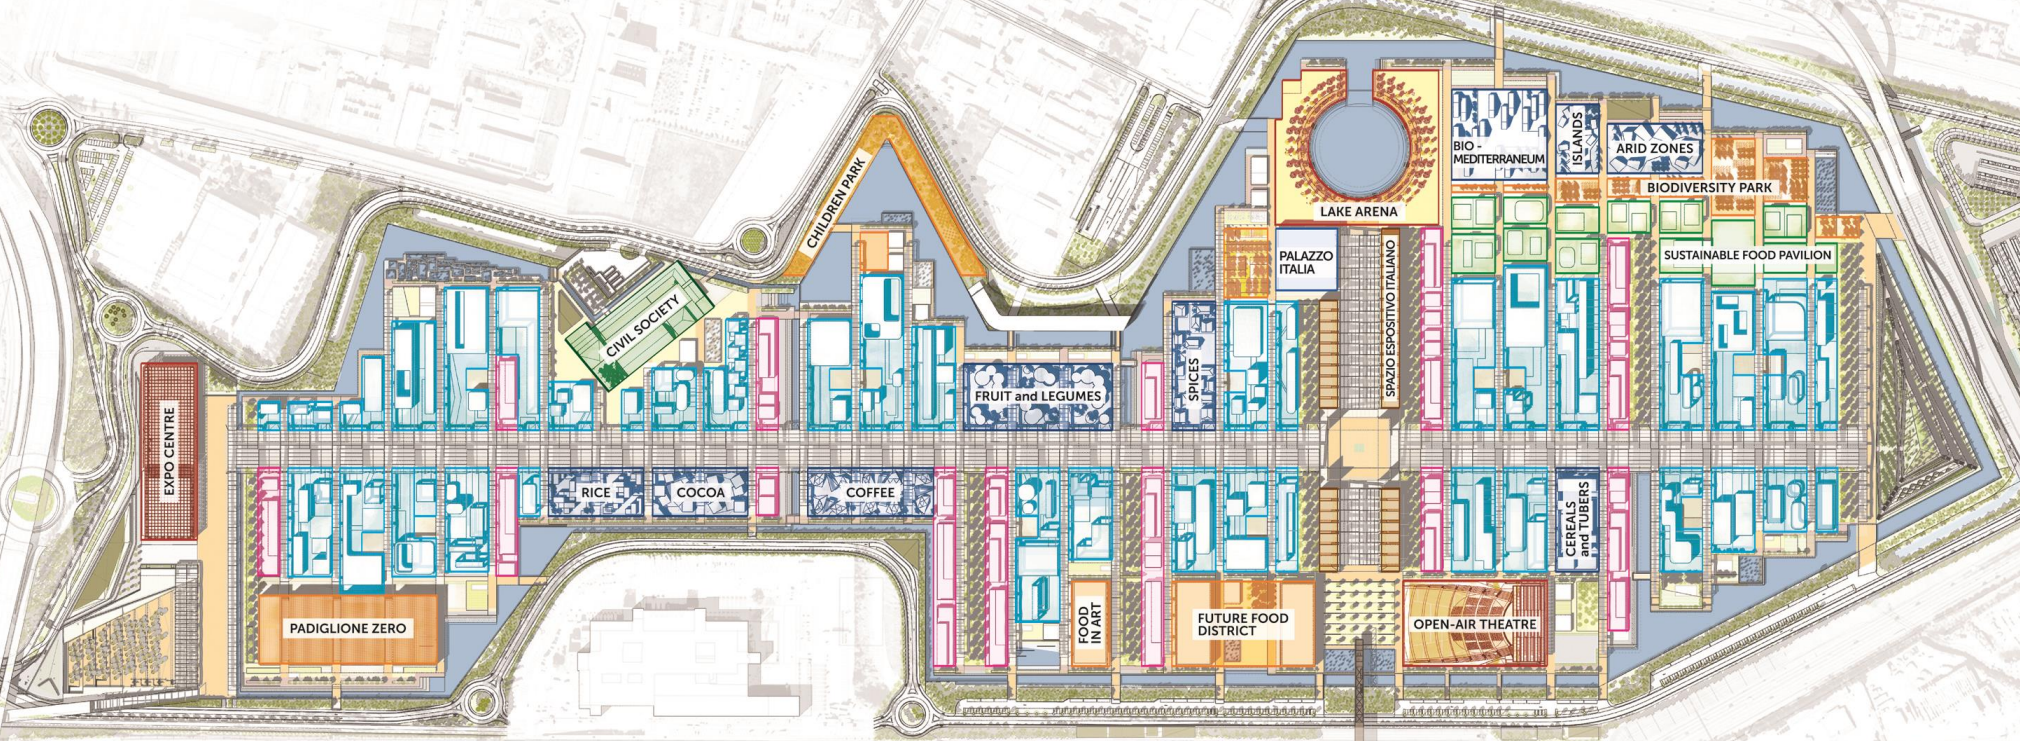 CHILDREN PARK
BIO -
MEDITERRANEUM
ISLANDS
ARID ZONES
BIODIVERSITY PARK
LAKE ARENA
PALAZZO
ITALIA
SPAZIO ESPOSITIVO ITALIANO
SUSTAINABLE FOOD PAVILION
CIVIL SOCIETY
EXPO CENTRE
FRUIT and LEGUMES
SPICES
RICE
COCOA
COFFEE
CEREALS
and TUBERS
PADIGLIONE ZERO
FOOD
IN ART
FUTURE FOOD
DISTRICT
OPEN-AIR THEATRE